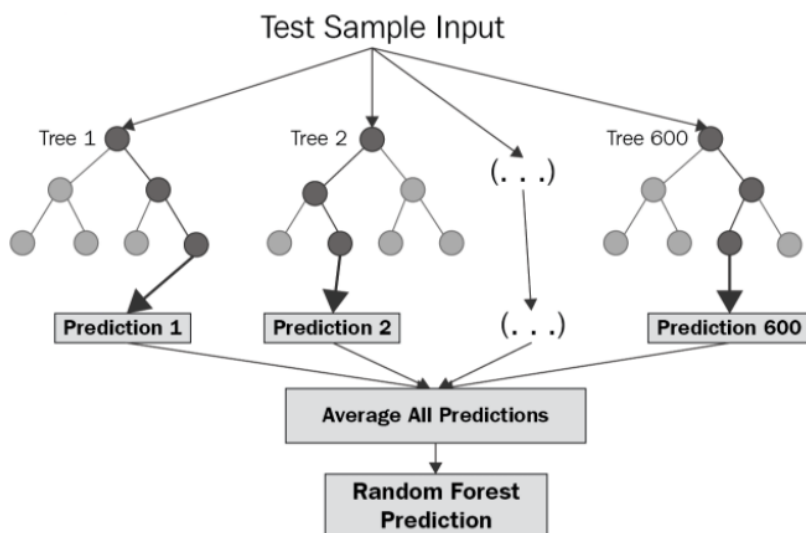 Test Sample Input
Tree 1
Tree 2
Tree 600
(. . .)
Prediction 1
Prediction 2
(. . .)
Prediction 600
Average All Predictions
Random Forest
Prediction